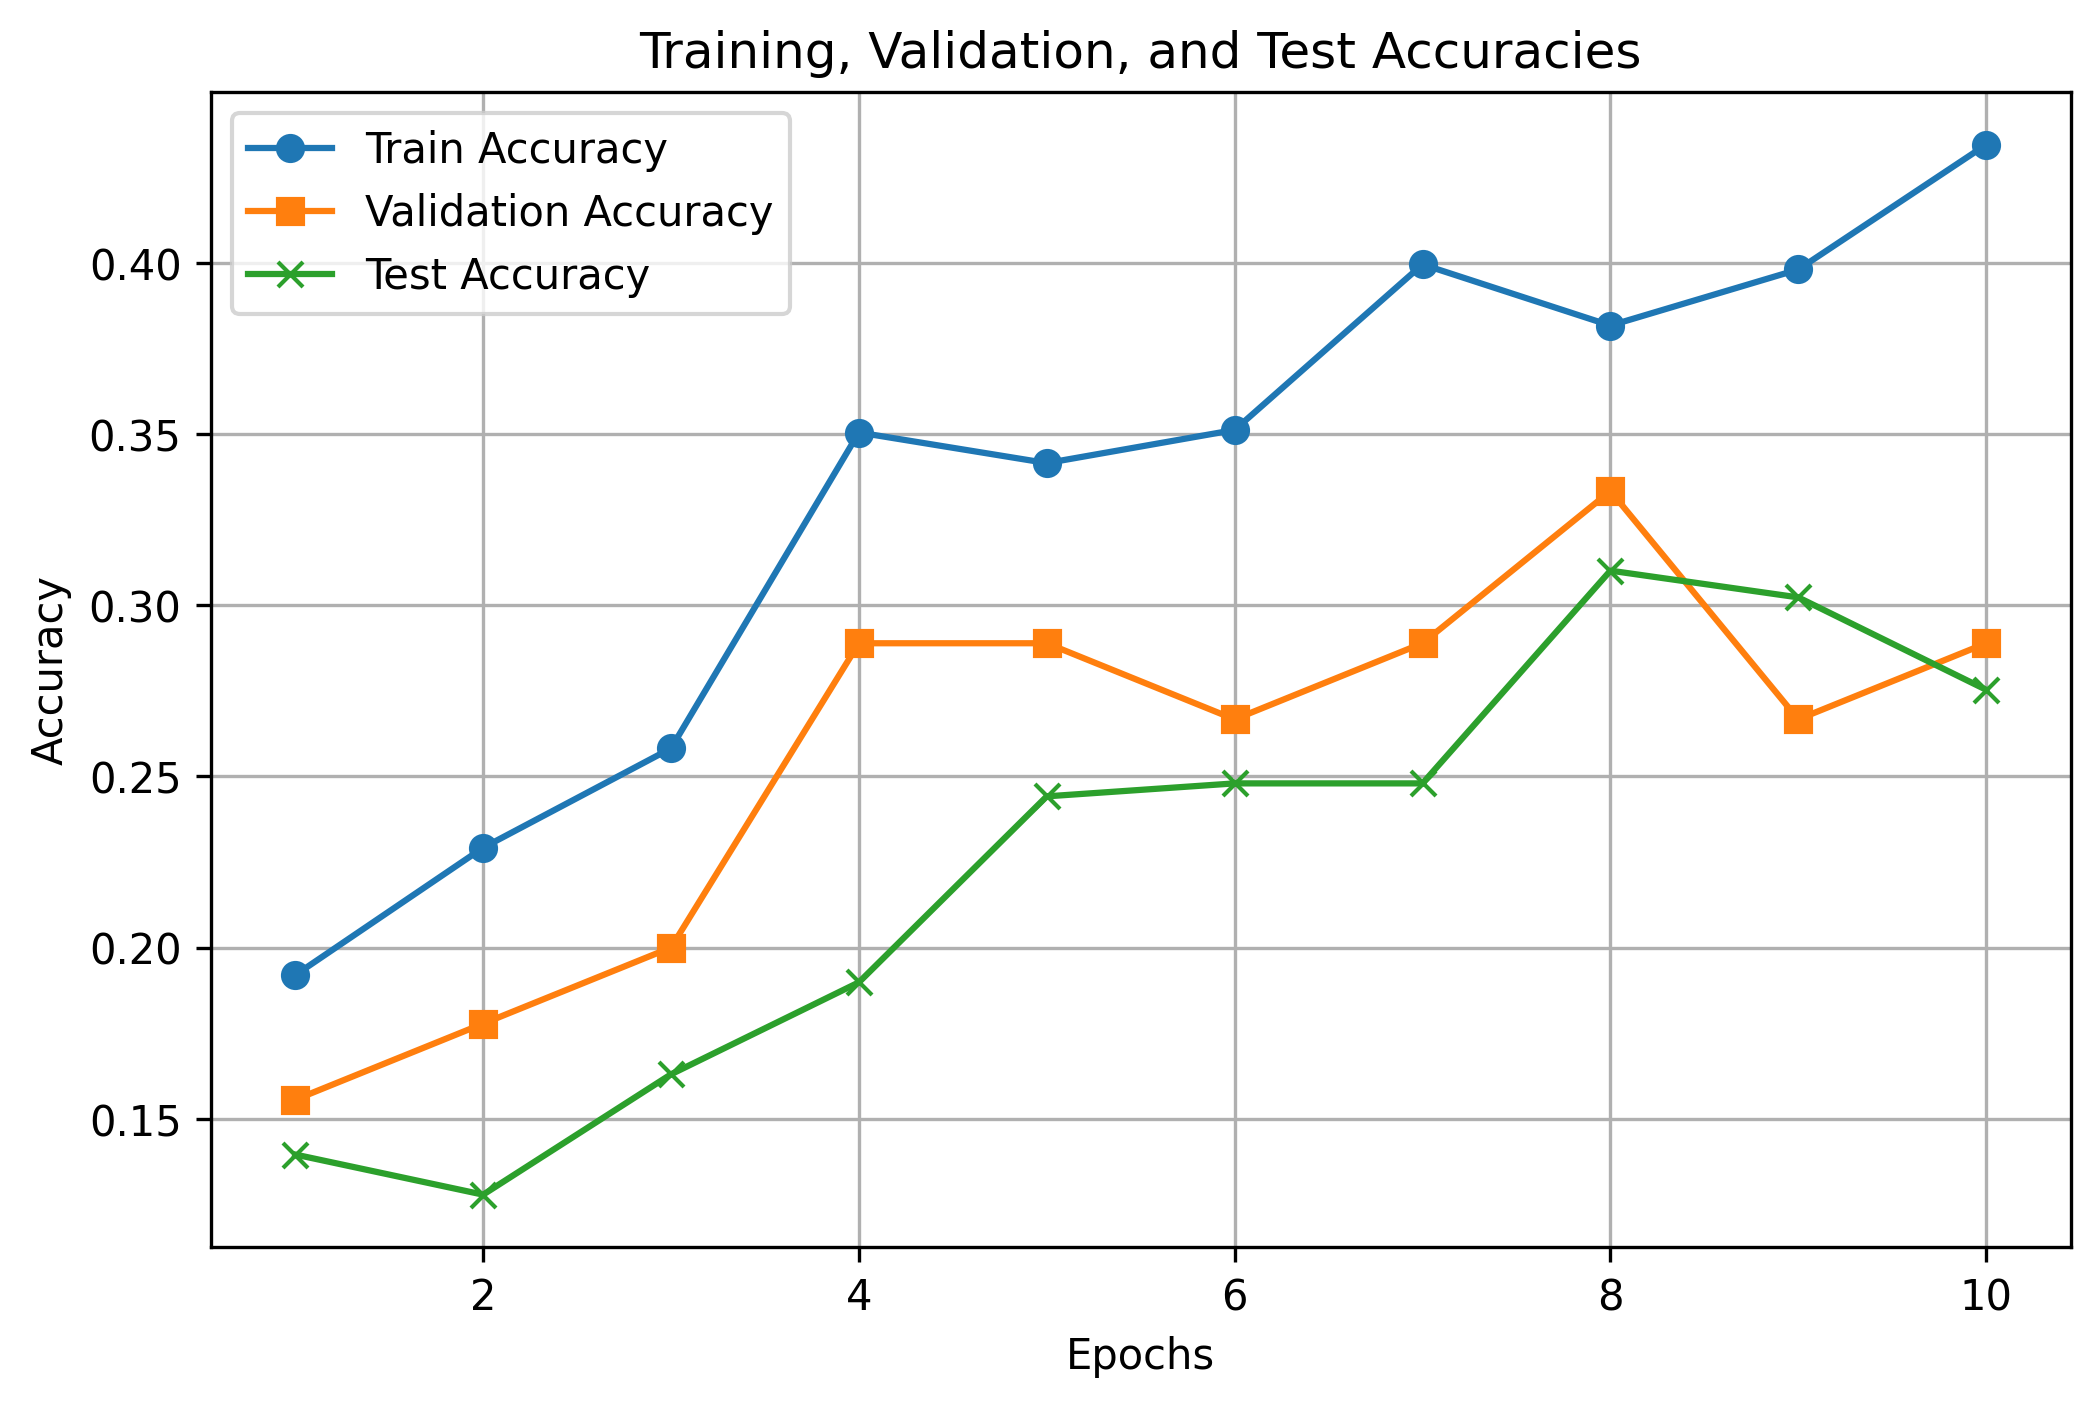 Training, Validation, and Test Accuracies
Train Accuracy
Validation Accuracy
Test Accuracy
0.40
0.35
0.30
0.25
0.20
0.15
Accuracy
2 4 6 8 10
Epochs